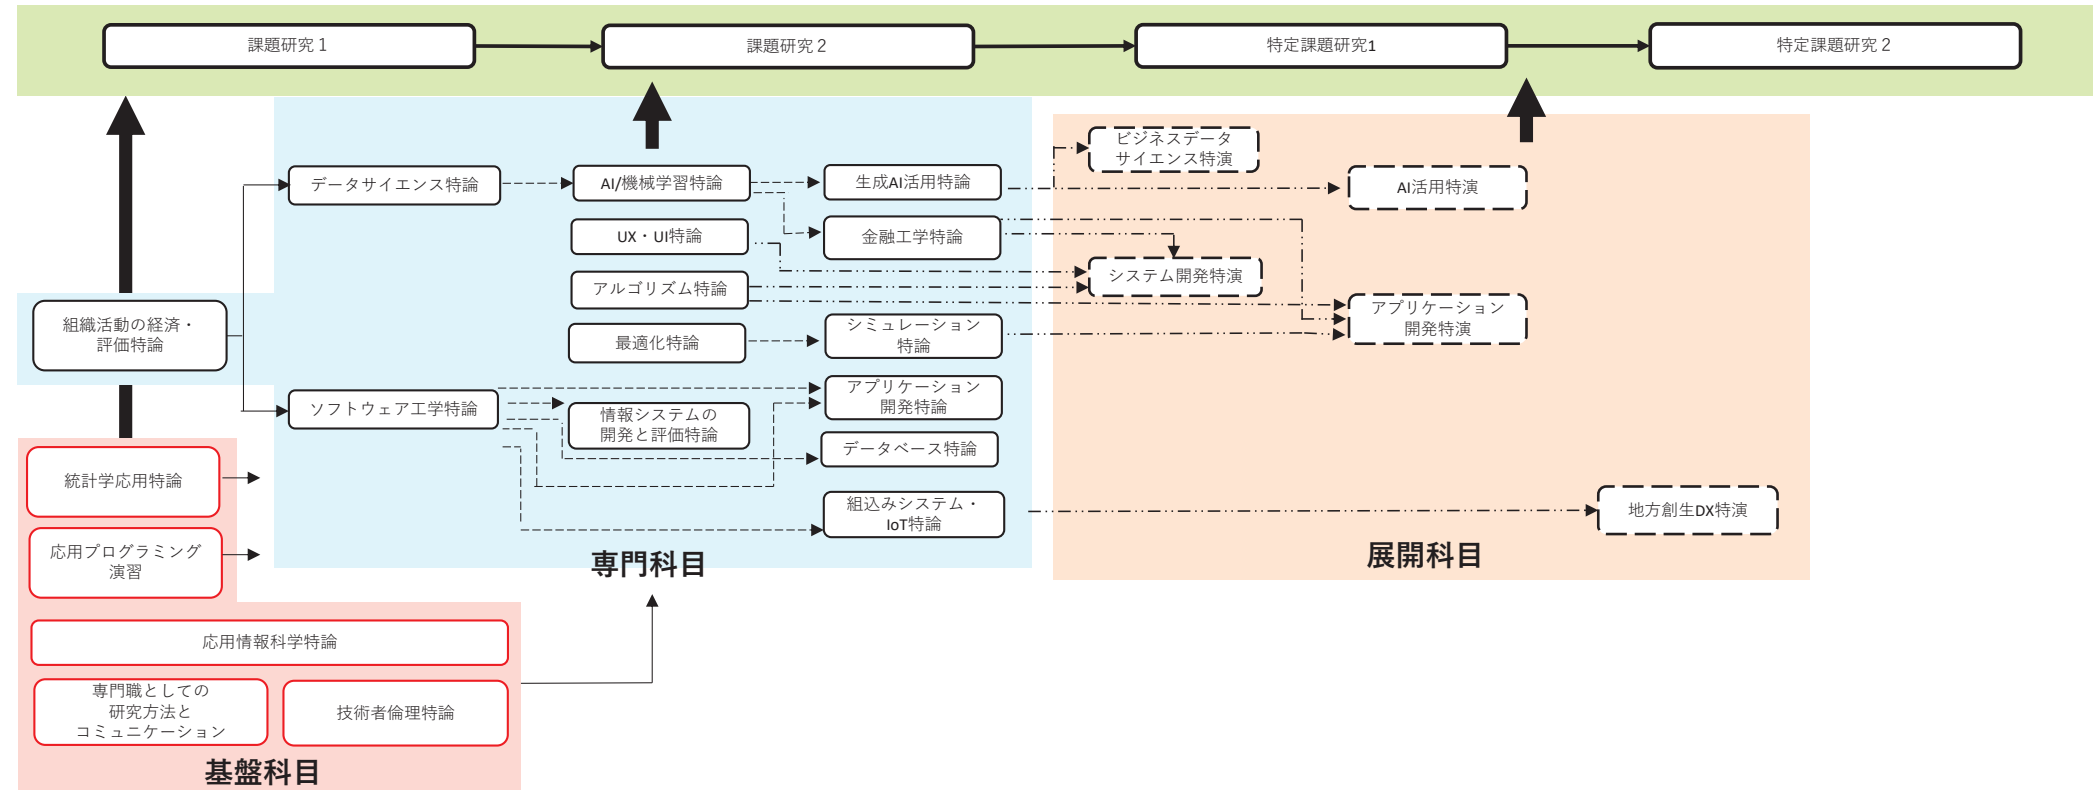 課題研究１
課題研究２
特定課題研究1
特定課題研究２
ビジネスデータ
サイエンス特演
データサイエンス特論
AI/機械学習特論
生成AI活用特論
AI活用特演
UX・UI特論
金融工学特論
システム開発特演
アルゴリズム特論
組織活動の経済・
評価特論
最適化特論
シミュレーション
特論
アプリケーション
開発特演
ソフトウェア工学特論
情報システムの
開発と評価特論
アプリケーション
開発特論
データベース特論
統計学応用特論
組込みシステム・
IoT特論
地方創生DX特演
応用プログラミング
演習
専門科目
展開科目
応用情報科学特論
専門職としての
研究方法と
コミュニケーション
技術者倫理特論
基盤科目